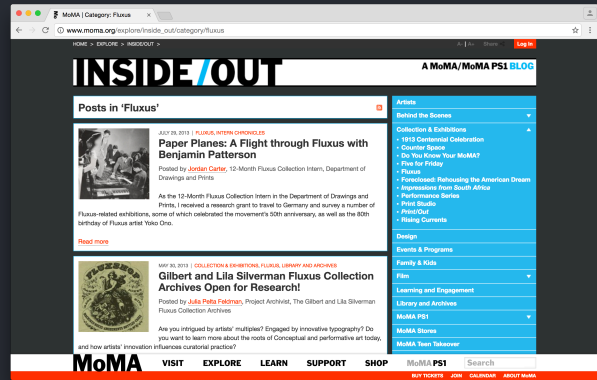 MoMA | Category: Fluxus
www.moma.org/explore/inside_out/category/fluxus
HOME > EXPLORE > INSIDE/OUT >
A- | A+ Share Log In
INSIDE/OUT
A MoMA/MoMA PS1 BLOG
Posts in ‘Fluxus’
JULY 29, 2013 | FLUXUS, INTERN CHRONICLES
Paper Planes: A Flight through Fluxus with
Benjamin Patterson
Posted by Jordan Carter, 12-Month Fluxus Collection Intern, Department of
Drawings and Prints
As the 12-Month Fluxus Collection Intern in the Department of Drawings and
Prints, I received a research grant to travel to Germany and survey a number of
Fluxus-related exhibitions, some of which celebrated the movement's 50th anniversary, as well as the 80th
birthday of Fluxus artist Yoko Ono.
Read more
MAY 30, 2013 | COLLECTION & EXHIBITIONS, FLUXUS, LIBRARY AND ARCHIVES
Gilbert and Lila Silverman Fluxus Collection
Archives Open for Research!
Posted by Julia Pelta Feldman, Project Archivist, The Gilbert and Lila Silverman
Fluxus Collection Archives
Are you intrigued by artists' multiples? Engaged by innovative typography? Do
you want to learn more about the roots of Conceptual and performative art today,
and how artists' innovation influences curatorial practice?
FLUXSHOP
Artists
Behind the Scenes
Collection & Exhibitions
• 1913 Centennial Celebration
• Counter Space
• Do You Know Your MoMA?
• Five for Friday
• Fluxus
• Foreclosed: Rehousing the American Dream
• Impressions from South Africa
• Performance Series
• Print Studio
• Print/Out
• Rising Currents
Design
Events & Programs
Family & Kids
Film
Learning and Engagement
Library and Archives
MoMA PS1
MoMA Stores
MoMA Teen Takeover
MoMA VISIT EXPLORE LEARN SUPPORT SHOP MoMAPS1 Search
BUY TICKETS JOIN CALENDAR ABOUT MoMA